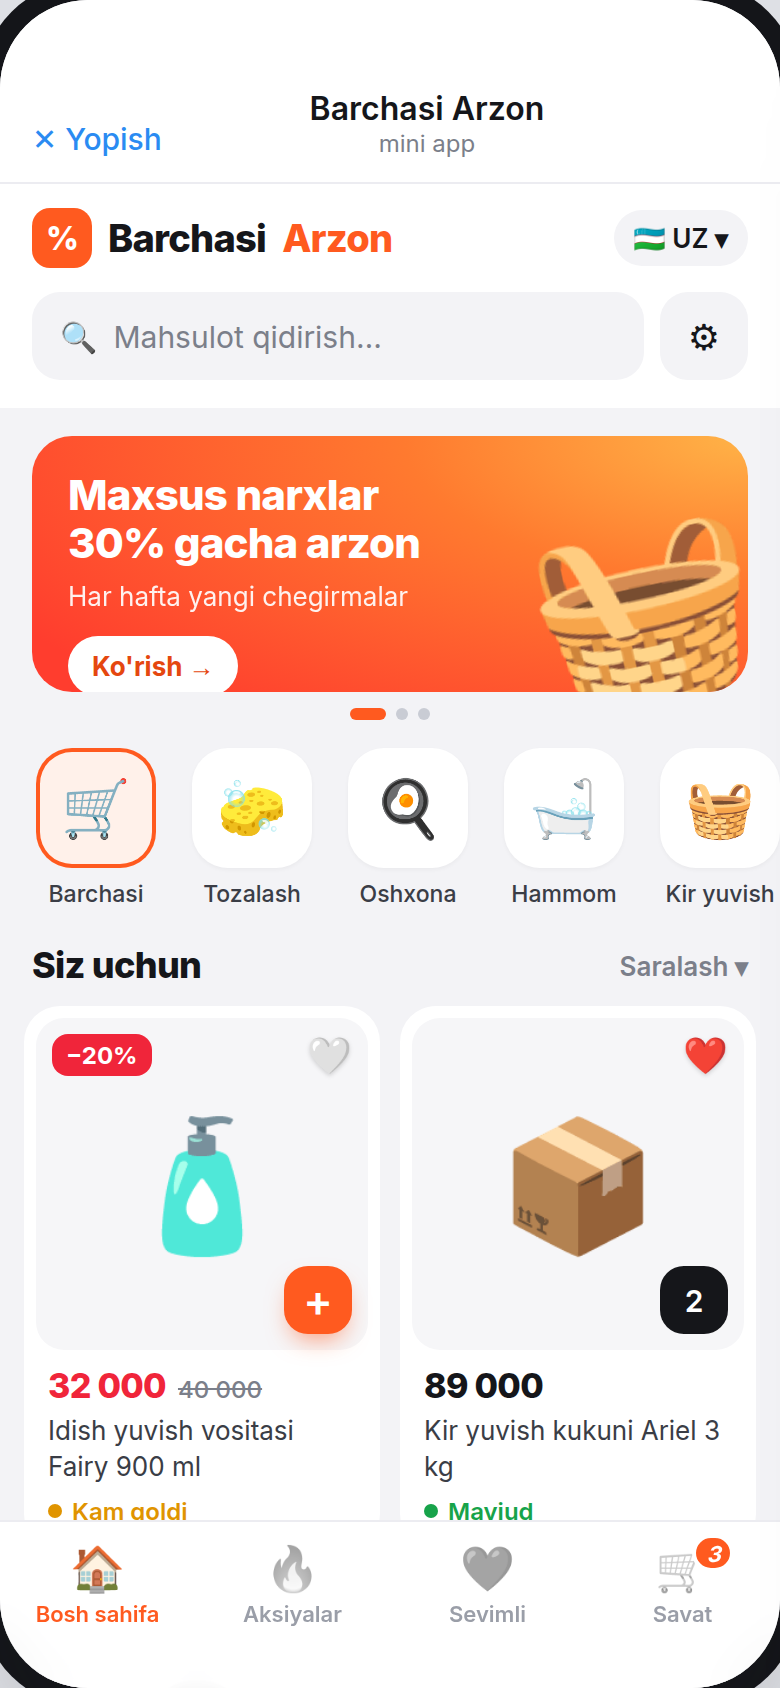 Barchasi Arzon
✕ Yopish
mini app
% Barchasi Arzon
🇺🇿 UZ ▾
🔍 Mahsulot qidirish...
Maxsus narxlar
30% gacha arzon
Har hafta yangi chegirmalar
Ko'rish →
Barchasi
Tozalash
Oshxona
Hammom
Kir yuvish
Siz uchun
Saralash ▾
−20%
+
2
32 000 40 000
Idish yuvish vositasi
Fairy 900 ml
Kam qoldi
89 000
Kir yuvish kukuni Ariel 3
kg
Mavjud
3
Bosh sahifa
Aksiyalar
Sevimli
Savat